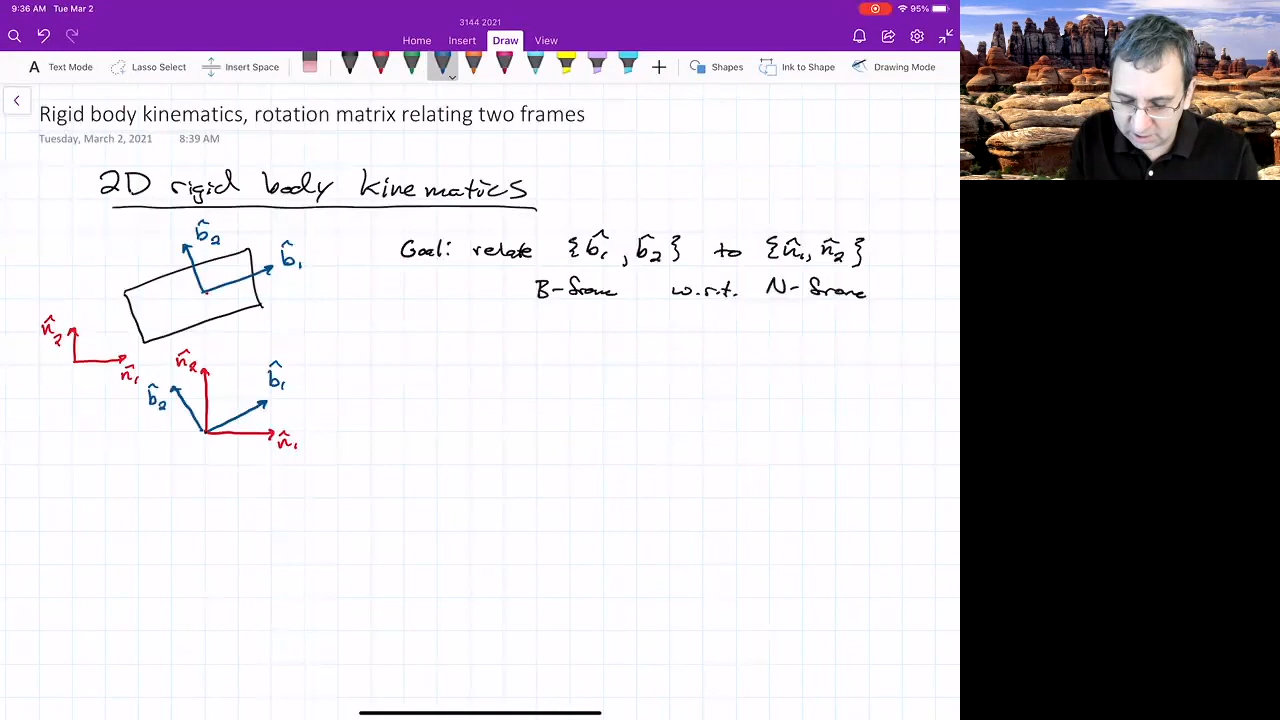 9:36 AM Tue Mar 2
95%
3144 2021
Home Insert Draw View
Text Mode Lasso Select Insert Space Shapes Ink to Shape Drawing Mode
Rigid body kinematics, rotation matrix relating two frames
Tuesday, March 2, 2021 8:39 AM
2D rigid body kinematics
b̂₂
b̂₁
Goal: relate {b̂₁, b̂₂} to {n̂₁, n̂₂}
B-frame w.r.t. N-frame
n̂₂
n̂₁
n̂₂
b̂₁
b̂₂
n̂₁